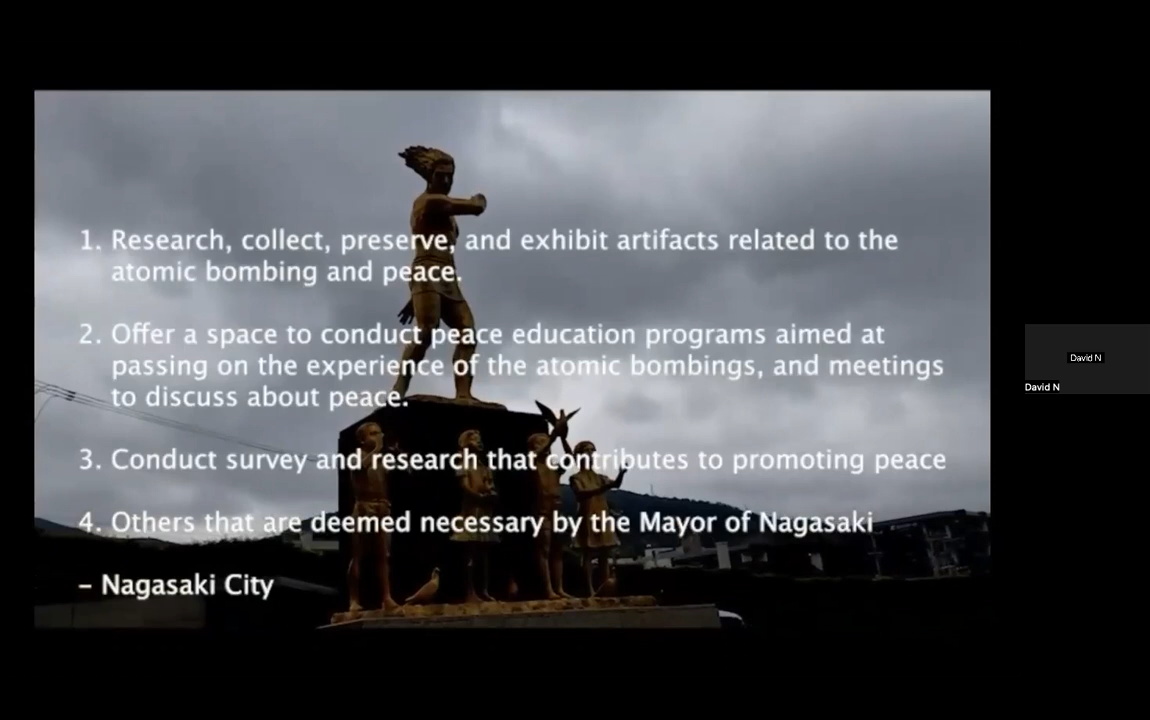 1. Research, collect, preserve, and exhibit artifacts related to the
atomic bombing and peace.
2. Offer a space to conduct peace education programs aimed at
passing on the experience of the atomic bombings, and meetings
to discuss about peace.
3. Conduct survey and research that contributes to promoting peace
4. Others that are deemed necessary by the Mayor of Nagasaki
– Nagasaki City
David N
David N